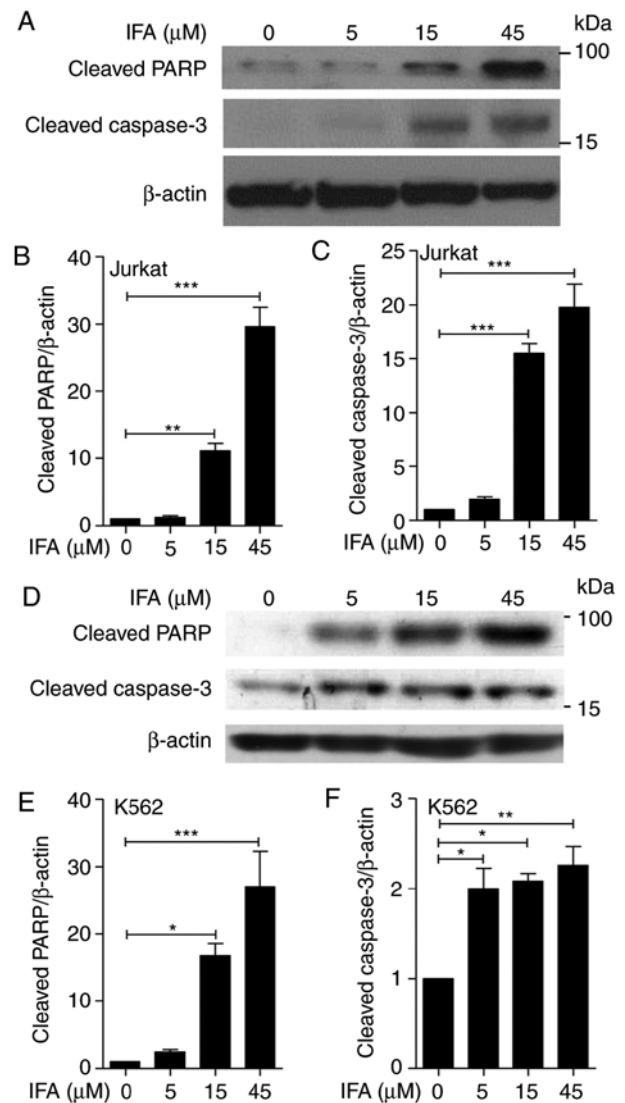 A
IFA (μM) 0 5 15 45 kDa
Cleaved PARP 100
Cleaved caspase-3 15
β-actin
B
Jurkat
Cleaved PARP/β-actin
40
30
20
10
0
***
**
IFA (μM) 0 5 15 45
C
Jurkat
Cleaved caspase-3/β-actin
25
20
15
10
5
2
0
***
***
IFA (μM) 0 5 15 45
D
IFA (μM) 0 5 15 45 kDa
Cleaved PARP 100
Cleaved caspase-3 15
β-actin
E
K562
Cleaved PARP/β-actin
40
30
20
10
0
***
*
IFA (μM) 0 5 15 45
F
K562
Cleaved caspase-3/β-actin
3
2
1
0
**
*
*
IFA (μM) 0 5 15 45